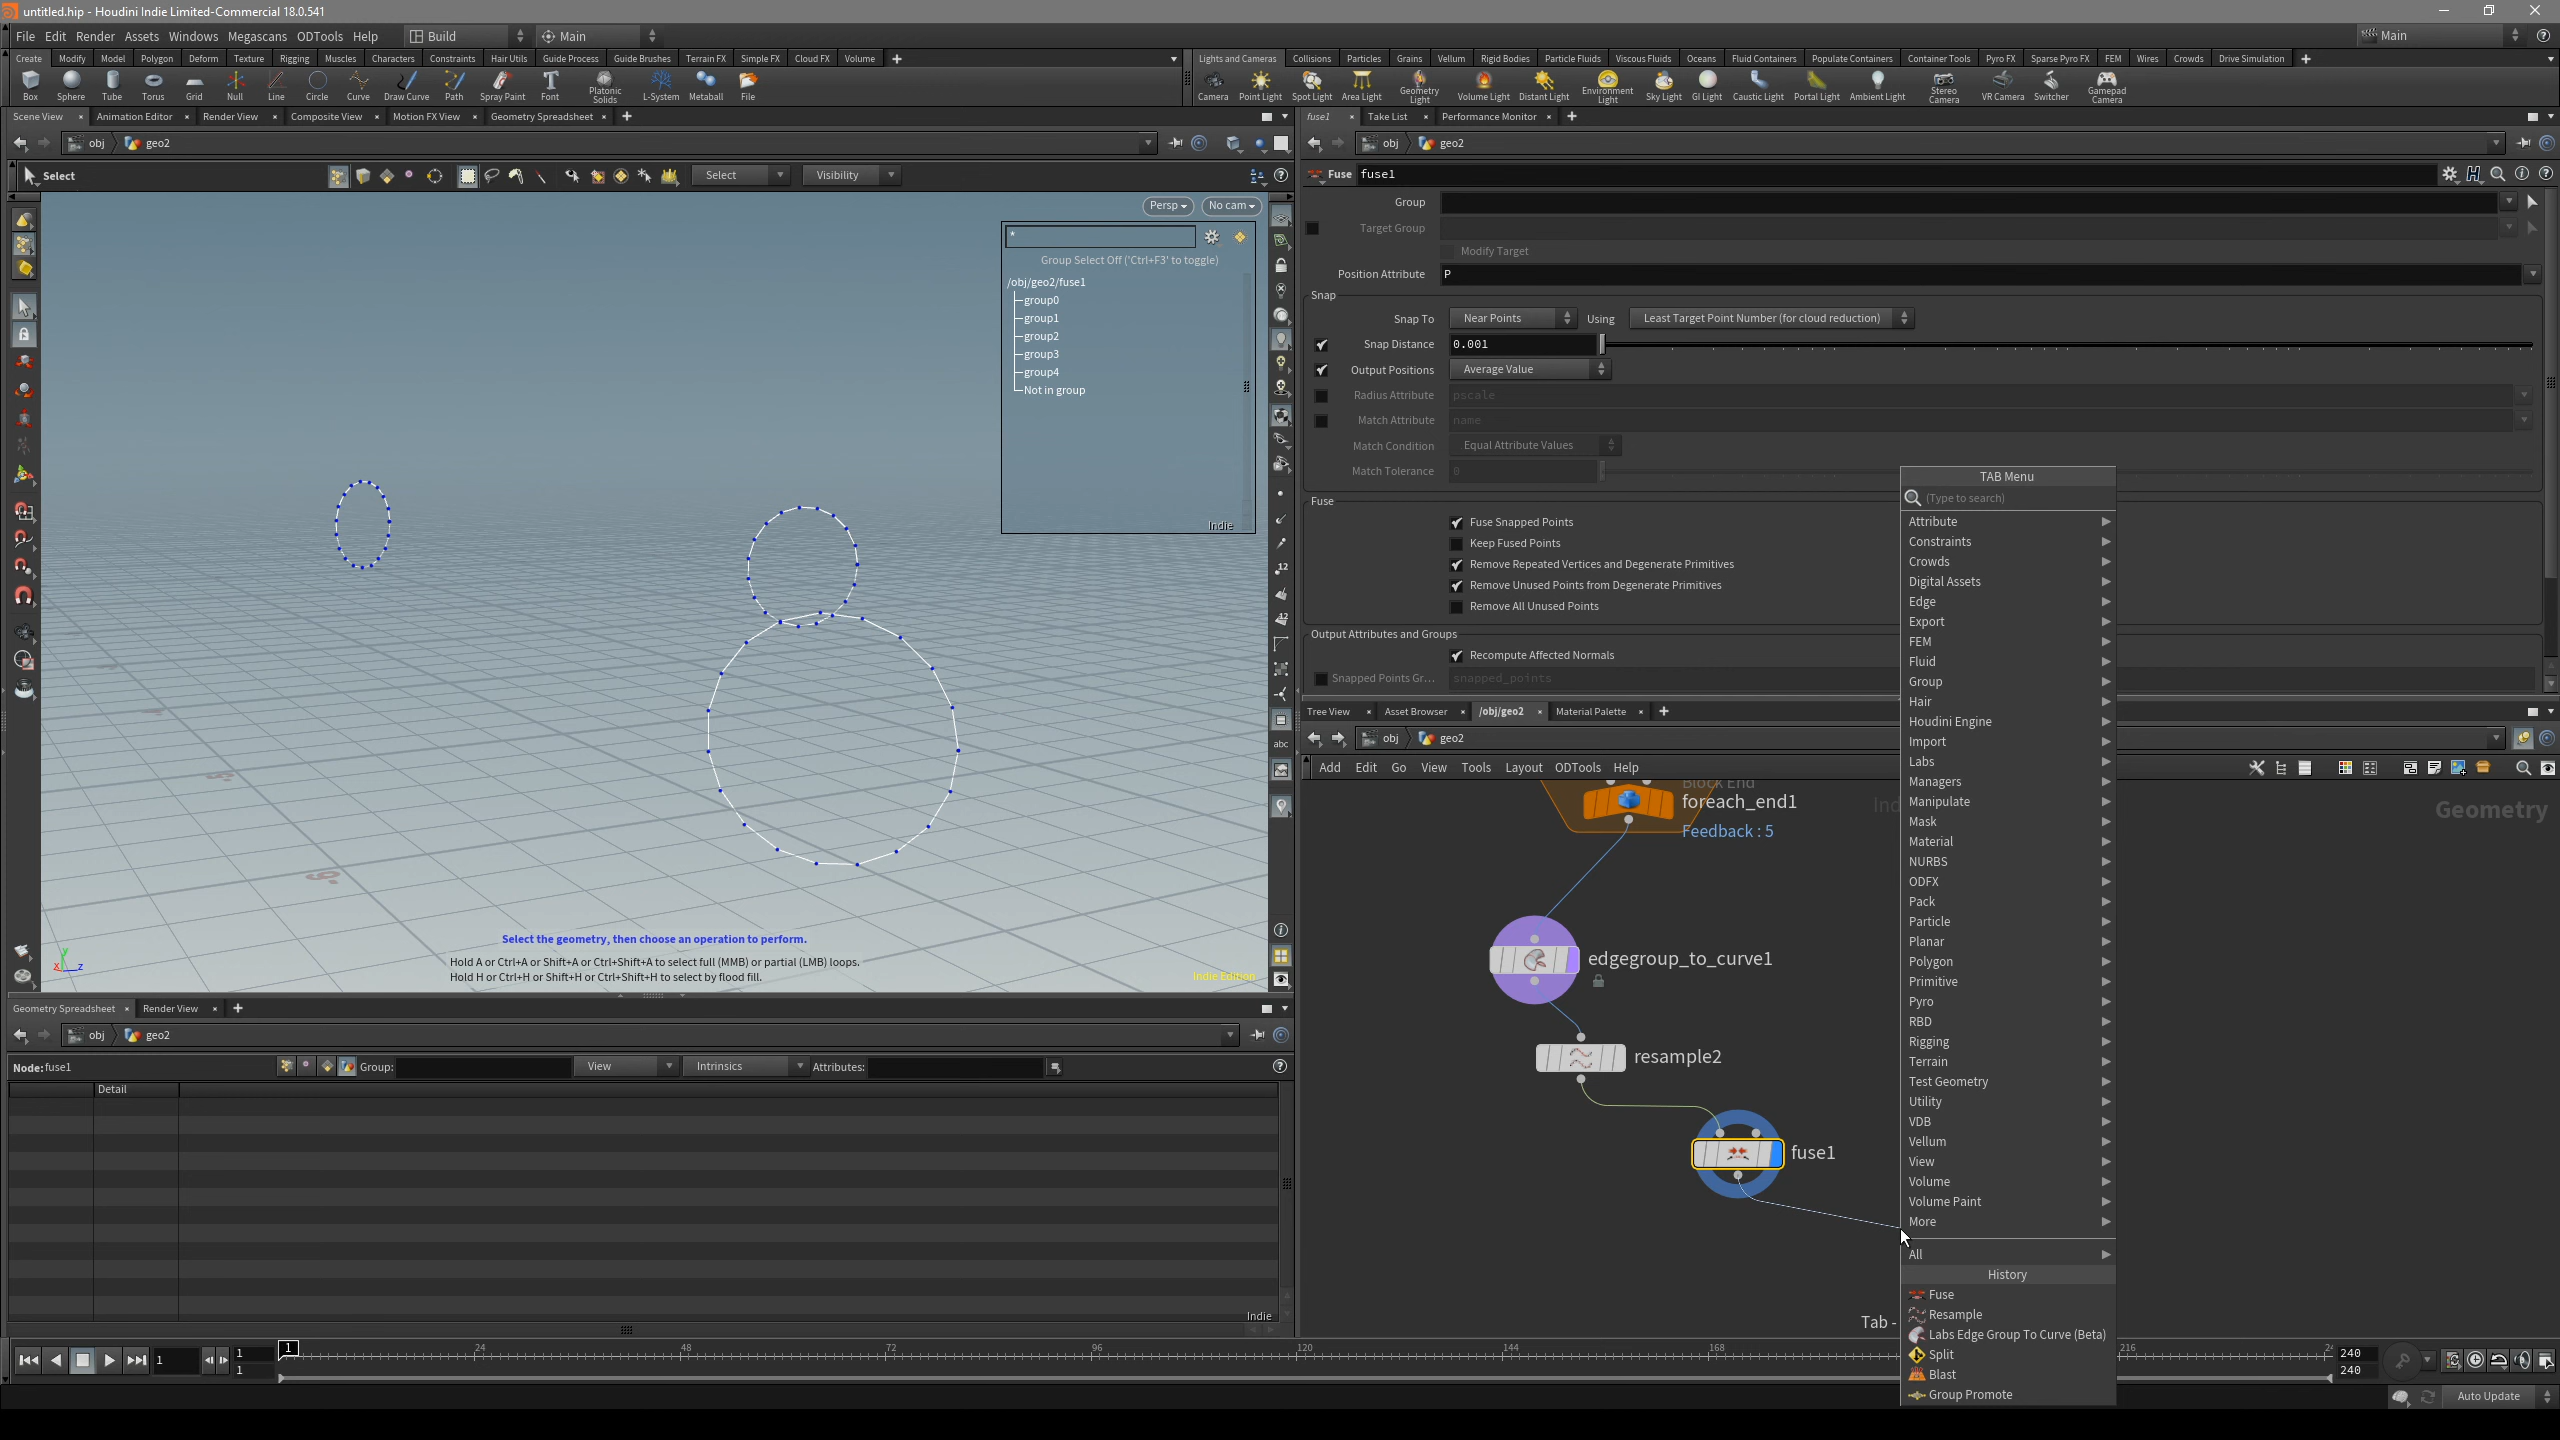 untitled.hip - Houdini Indie Limited-Commercial 18.0.541
File Edit Render Assets Windows Megascans ODTools Help Build Main Main
Create Modify Model Polygon Deform Texture Rigging Muscles Characters Constraints Hair Utils Guide Process Guide Brushes Terrain FX Simple FX Cloud FX Volume
Lights and Cameras Collisions Particles Grains Vellum Rigid Bodies Particle Fluids Viscous Fluids Oceans Fluid Containers Populate Containers Container Tools Pyro FX Sparse Pyro FX FEM Wires Crowds Drive Simulation
Box Sphere Tube Torus Grid Null Line Circle Curve Draw Curve Path Spray Paint Font Platonic Solids L-System Metaball File
Camera Point Light Spot Light Area Light Geometry Light Volume Light Distant Light Environment Light Sky Light GI Light Caustic Light Portal Light Ambient Light Stereo Camera VR Camera Switcher Gamepad Camera
Scene View Animation Editor Render View Composite View Motion FX View Geometry Spreadsheet
obj geo2
Select Select Visibility
Persp No cam
*
Group Select Off ('Ctrl+F3' to toggle)
/obj/geo2/fuse1
group0
group1
group2
group3
group4
Not in group
Indie
Select the geometry, then choose an operation to perform.
Hold A or Ctrl+A or Shift+A or Ctrl+Shift+A to select full (MMB) or partial (LMB) loops.
Hold H or Ctrl+H or Shift+H or Ctrl+Shift+H to select by flood fill.
Indie Edition
x y z
12
12
abc
fuse1 Take List Performance Monitor
obj geo2
Fuse fuse1
Group
Target Group
Modify Target
Position Attribute P
Snap
Snap To Near Points Using Least Target Point Number (for cloud reduction)
Snap Distance 0.001
Output Positions Average Value
Radius Attribute pscale
Match Attribute name
Match Condition Equal Attribute Values
Match Tolerance 0
Fuse
Fuse Snapped Points
Keep Fused Points
Remove Repeated Vertices and Degenerate Primitives
Remove Unused Points from Degenerate Primitives
Remove All Unused Points
Output Attributes and Groups
Recompute Affected Normals
Snapped Points Gr... snapped_points
Tree View Asset Browser /obj/geo2 Material Palette
obj geo2
Add Edit Go View Tools Layout ODTools Help
Block End
foreach_end1
Feedback : 5
Ind
Geometry
edgegroup_to_curve1
resample2
fuse1
Tab -
TAB Menu
(Type to search)
Attribute
Constraints
Crowds
Digital Assets
Edge
Export
FEM
Fluid
Group
Hair
Houdini Engine
Import
Labs
Managers
Manipulate
Mask
Material
NURBS
ODFX
Pack
Particle
Planar
Polygon
Primitive
Pyro
RBD
Rigging
Terrain
Test Geometry
Utility
VDB
Vellum
View
Volume
Volume Paint
More
All
History
Fuse
Resample
Labs Edge Group To Curve (Beta)
Split
Blast
Group Promote
Geometry Spreadsheet Render View
obj geo2
Node: fuse1 Group: View Intrinsics Attributes:
Detail
Indie
1 1 1 1 24 48 72 96 120 144 168 216 24 240 240
Auto Update